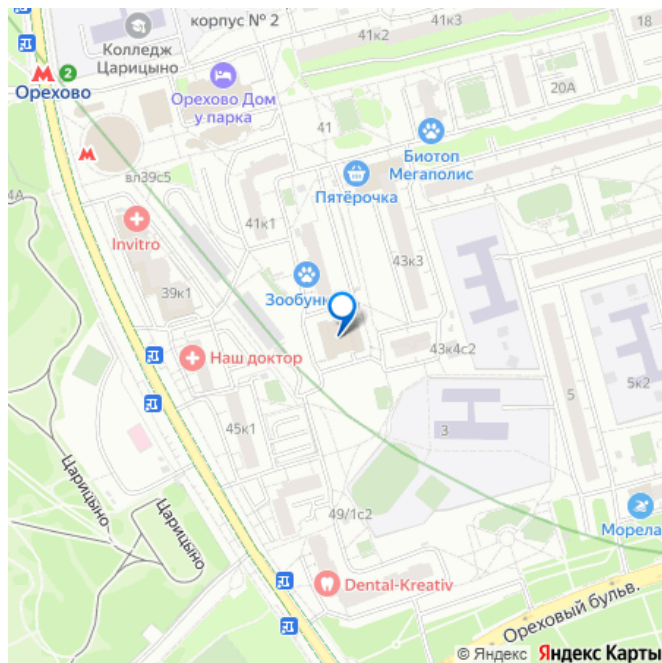 корпус № 2
41к2
41к3
18
Колледж
Царицыно
М
2
Орехово
Орехово Дом
у парка
20А
41
Биотоп
Мегаполис
М
вл39с5
Пятёрочка
4А
41к1
Invitro
43к3
39к1
Зообун
Наш доктор
43к4с2
5к2
5
45к1
3
Царицыно
Царицыно
49/1с2
Морела
Dental-Kreativ
Ореховый бульв.
© Яндекс Яндекс Карты